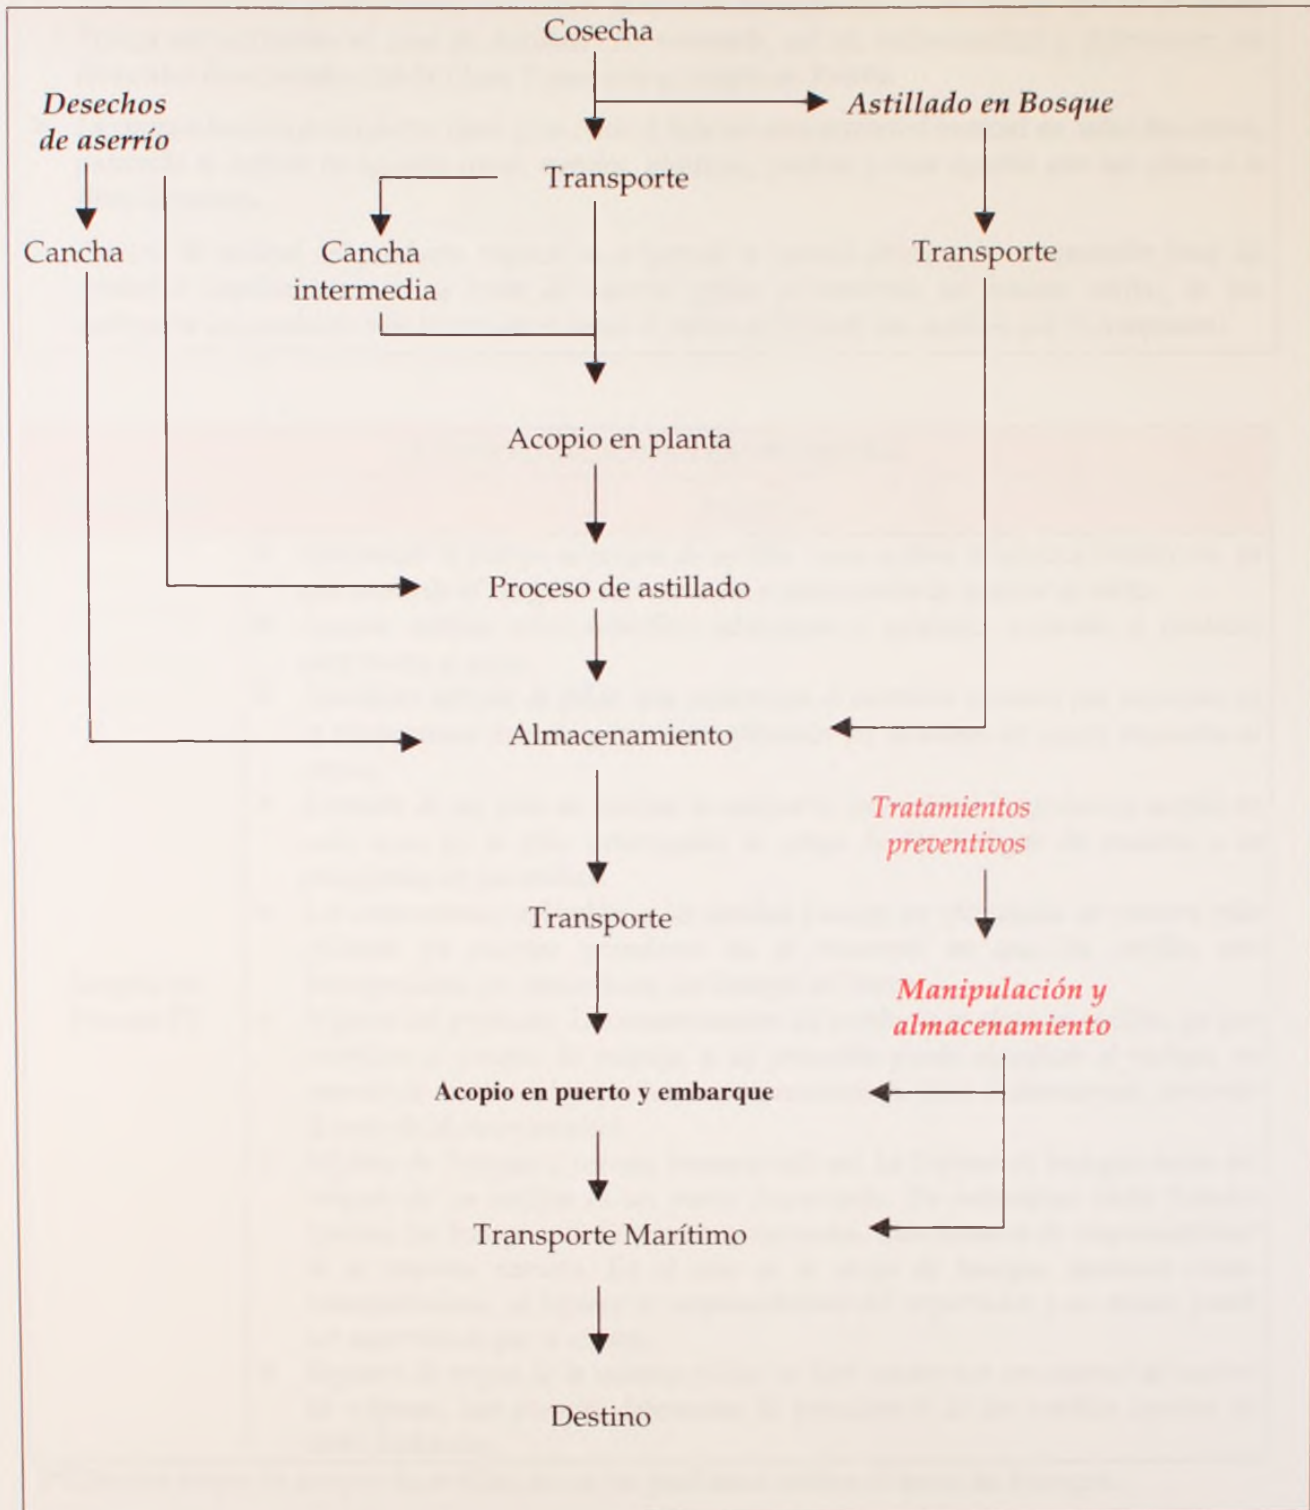 Cosecha
Desechos
de aserrío
Astillado en Bosque
Transporte
Cancha
Cancha
intermedia
Transporte
Acopio en planta
Proceso de astillado
Almacenamiento
Tratamientos
preventivos
Transporte
Manipulación y
almacenamiento
Acopio en puerto y embarque
Transporte Marítimo
Destino